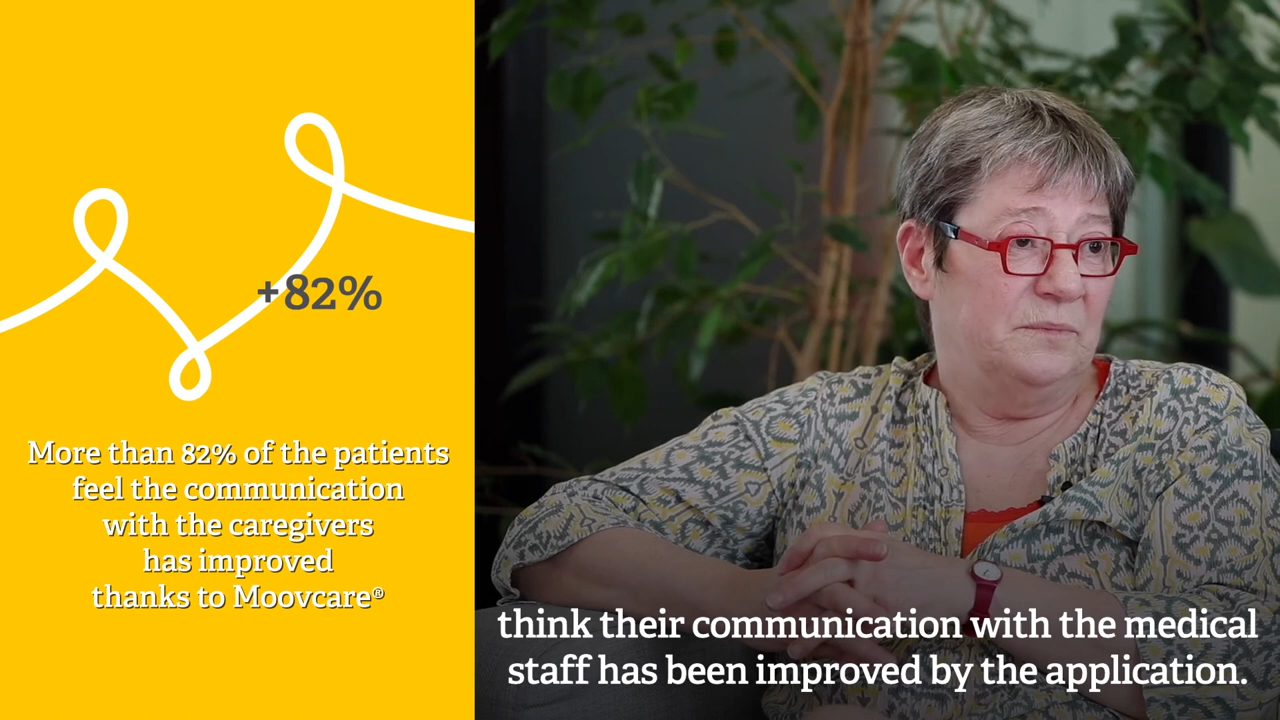 +82%
More than 82% of the patients
feel the communication
with the caregivers
has improved
thanks to Moovcare®
think their communication with the medical
staff has been improved by the application.